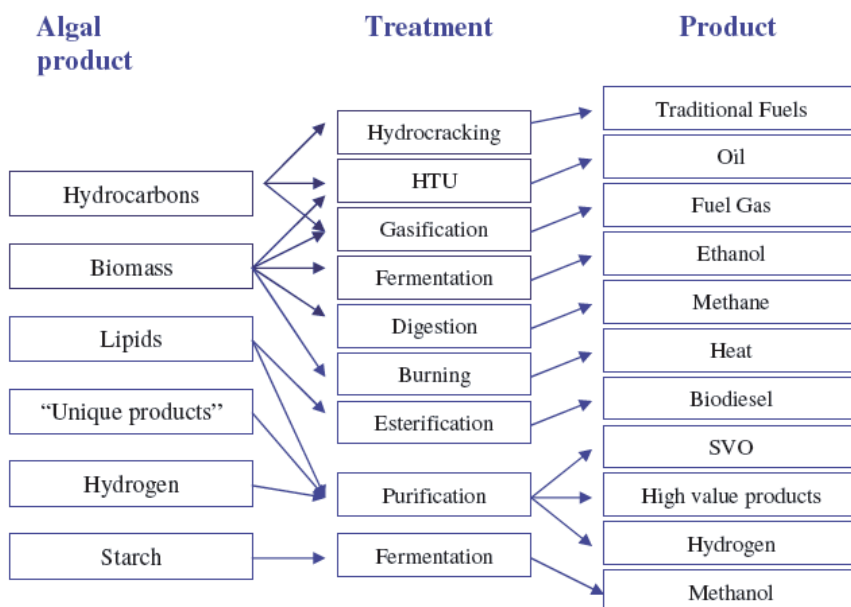 Algal
product
Treatment
Product
Hydrocarbons
Biomass
Lipids
“Unique products”
Hydrogen
Starch
Hydrocracking
HTU
Gasification
Fermentation
Digestion
Burning
Esterification
Purification
Fermentation
Traditional Fuels
Oil
Fuel Gas
Ethanol
Methane
Heat
Biodiesel
SVO
High value products
Hydrogen
Methanol